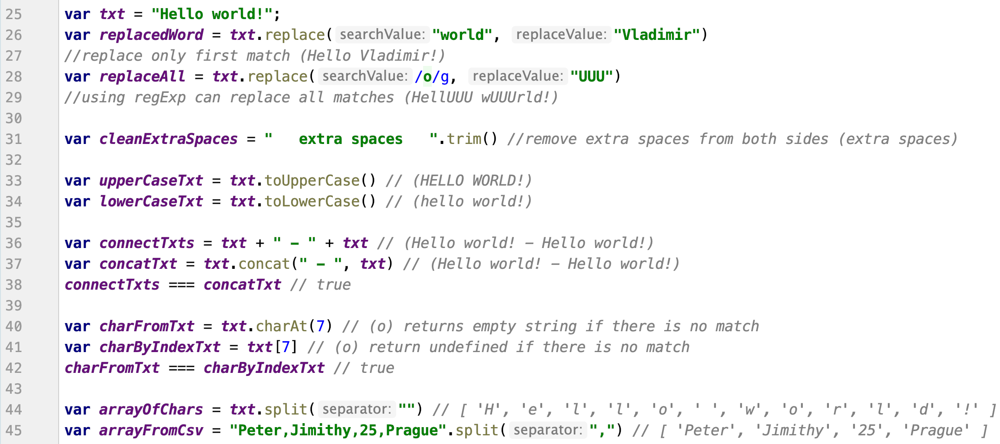 25 var txt = "Hello world!";
26 var replacedWord = txt.replace( searchValue: "world", replaceValue: "Vladimir")
27 //replace only first match (Hello Vladimir!)
28 var replaceAll = txt.replace( searchValue: /o/g, replaceValue: "UUU")
29 //using regExp can replace all matches (HellUUU wUUUrld!)
30
31 var cleanExtraSpaces = "   extra spaces   ".trim() //remove extra spaces from both sides (extra spaces)
32
33 var upperCaseTxt = txt.toUpperCase() // (HELLO WORLD!)
34 var lowerCaseTxt = txt.toLowerCase() // (hello world!)
35
36 var connectTxts = txt + " – " + txt // (Hello world! – Hello world!)
37 var concatTxt = txt.concat(" – ", txt) // (Hello world! – Hello world!)
38 connectTxts === concatTxt // true
39
40 var charFromTxt = txt.charAt(7) // (o) returns empty string if there is no match
41 var charByIndexTxt = txt[7] // (o) return undefined if there is no match
42 charFromTxt === charByIndexTxt // true
43
44 var arrayOfChars = txt.split( separator: "") // [ 'H', 'e', 'l', 'l', 'o', ' ', 'w', 'o', 'r', 'l', 'd', '!' ]
45 var arrayFromCsv = "Peter,Jimithy,25,Prague".split( separator: ",") // [ 'Peter', 'Jimithy', '25', 'Prague' ]